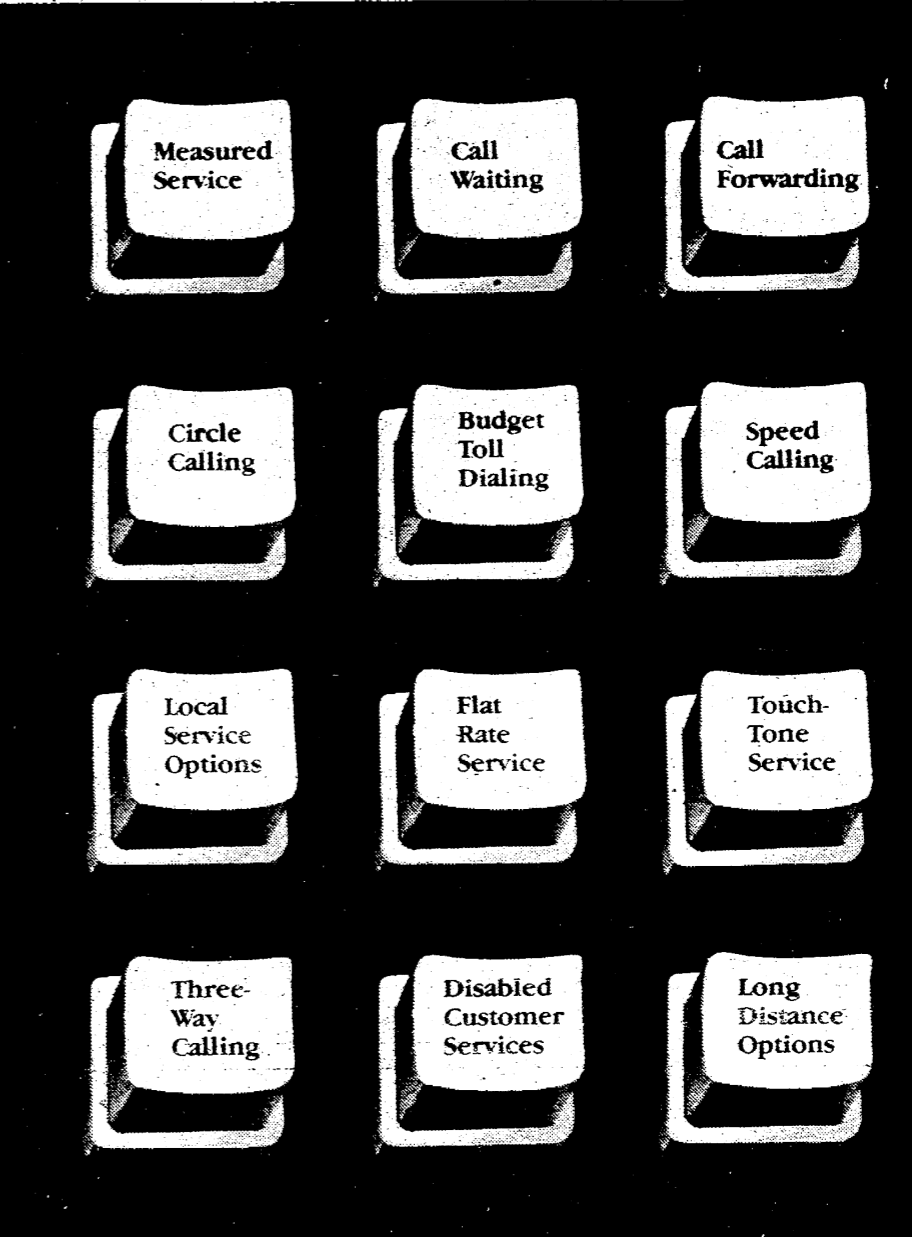 Measured
Service
Call
Waiting
Call
Forwarding
Circle
Calling
Budget
Toll
Dialing
Speed
Calling
Local
Service
Options
Flat
Rate
Service
Touch-
Tone
Service
Three-
Way
Calling
Disabled
Customer
Services
Long
Distance
Options